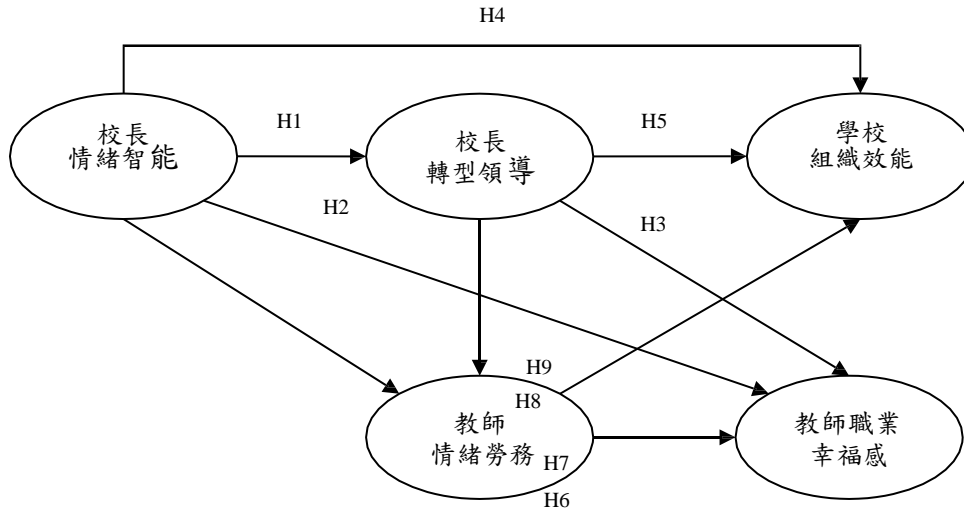 H4
校長
情緒智能
H1
校長
轉型領導
H5
學校
組織效能
H2
H3
H9
H8
教師
情緒勞務
H7
H6
教師職業
幸福感